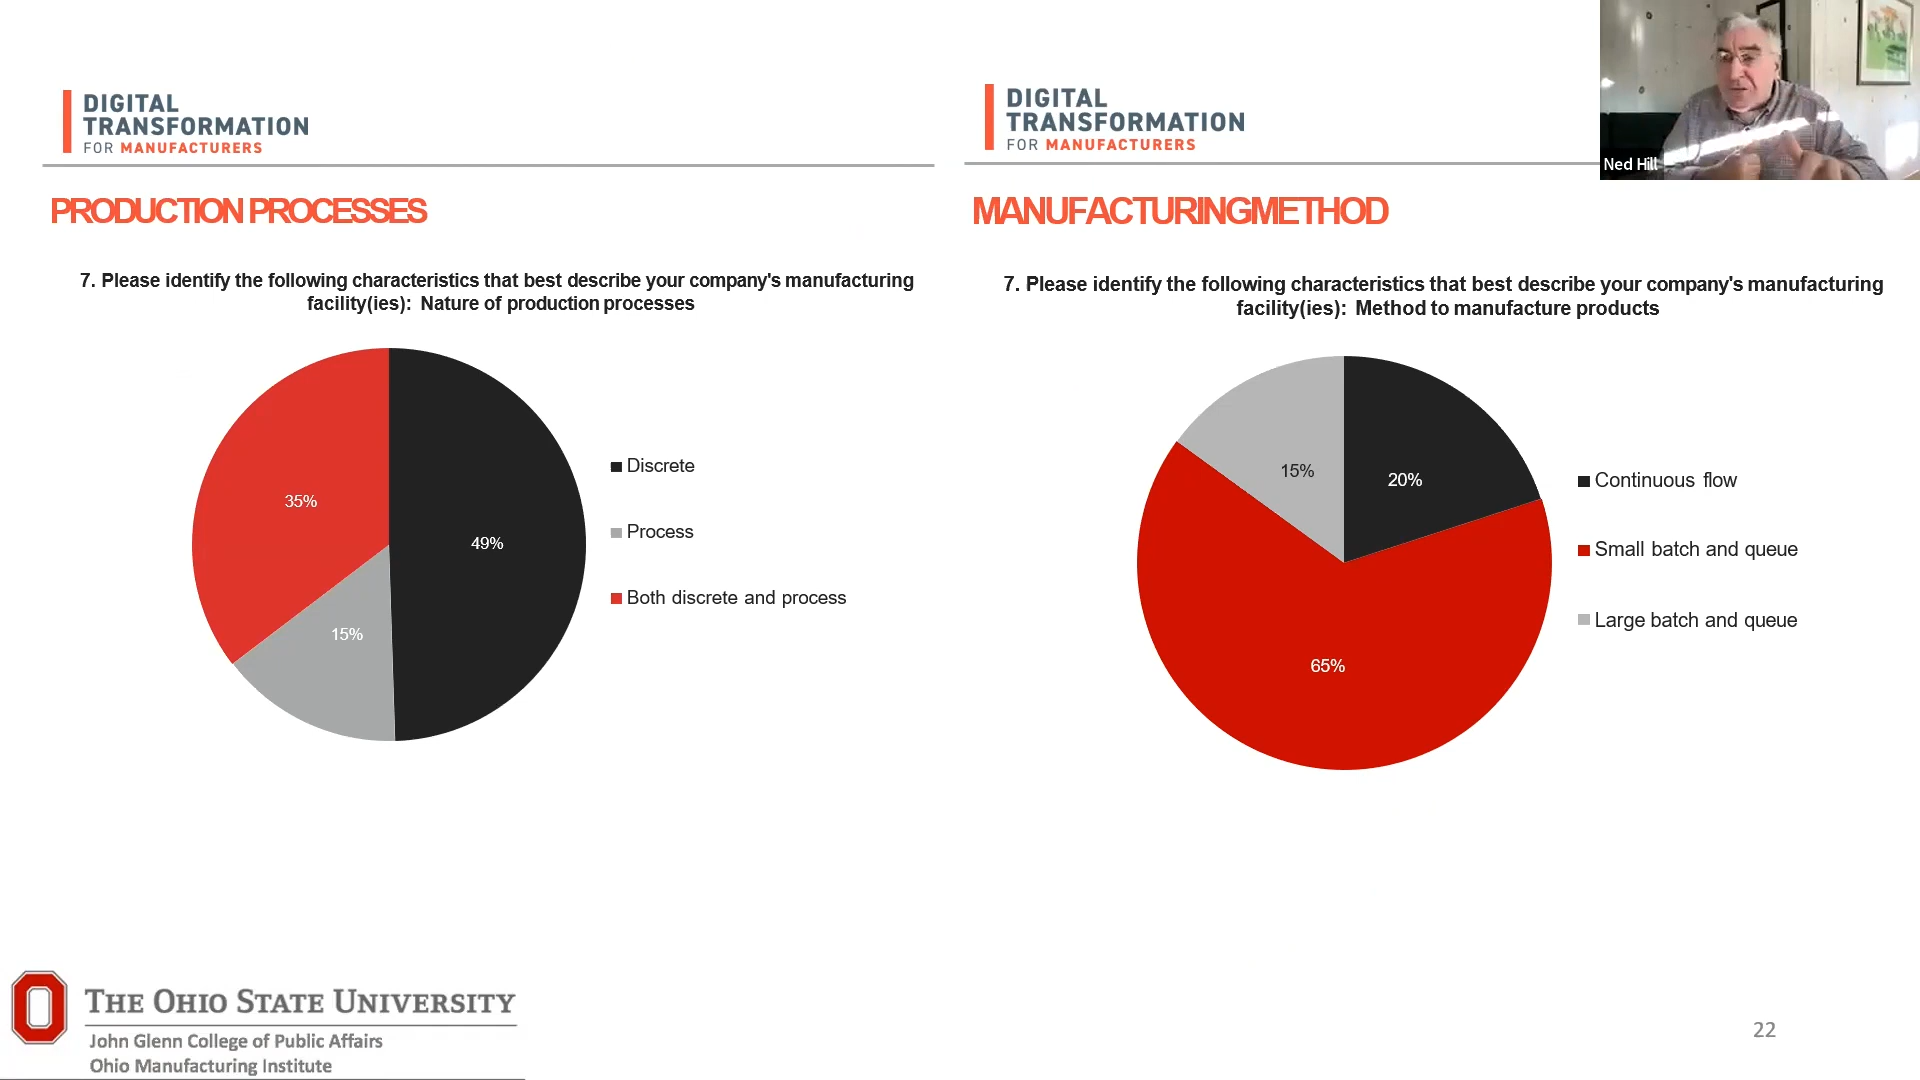 DIGITAL
TRANSFORMATION
FOR MANUFACTURERS
PRODUCTION PROCESSES
7. Please identify the following characteristics that best describe your company's manufacturing
facility(ies): Nature of production processes
35%
49%
15%
Discrete
Process
Both discrete and process
DIGITAL
TRANSFORMATION
FOR MANUFACTURERS
MANUFACTURINGMETHOD
7. Please identify the following characteristics that best describe your company's manufacturing
facility(ies): Method to manufacture products
15%
20%
65%
Continuous flow
Small batch and queue
Large batch and queue
Ned Hill
THE OHIO STATE UNIVERSITY
John Glenn College of Public Affairs
Ohio Manufacturing Institute
22